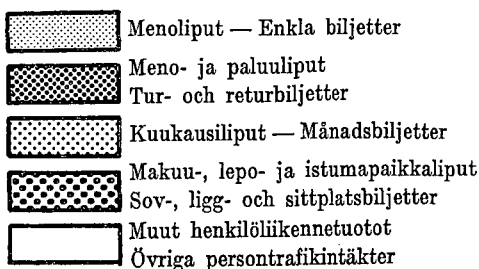 Menoliput — Enkla biljetter
Meno- ja paluuliput
Tur- och returbiljetter
Kuukausiliput — Månadsbiljetter
Makuu-, lepo- ja istumapaikkaliput
Sov-, ligg- och sittplatsbiljetter
Muut henkilöliikennetuotot
Övriga persontrafikintäkter